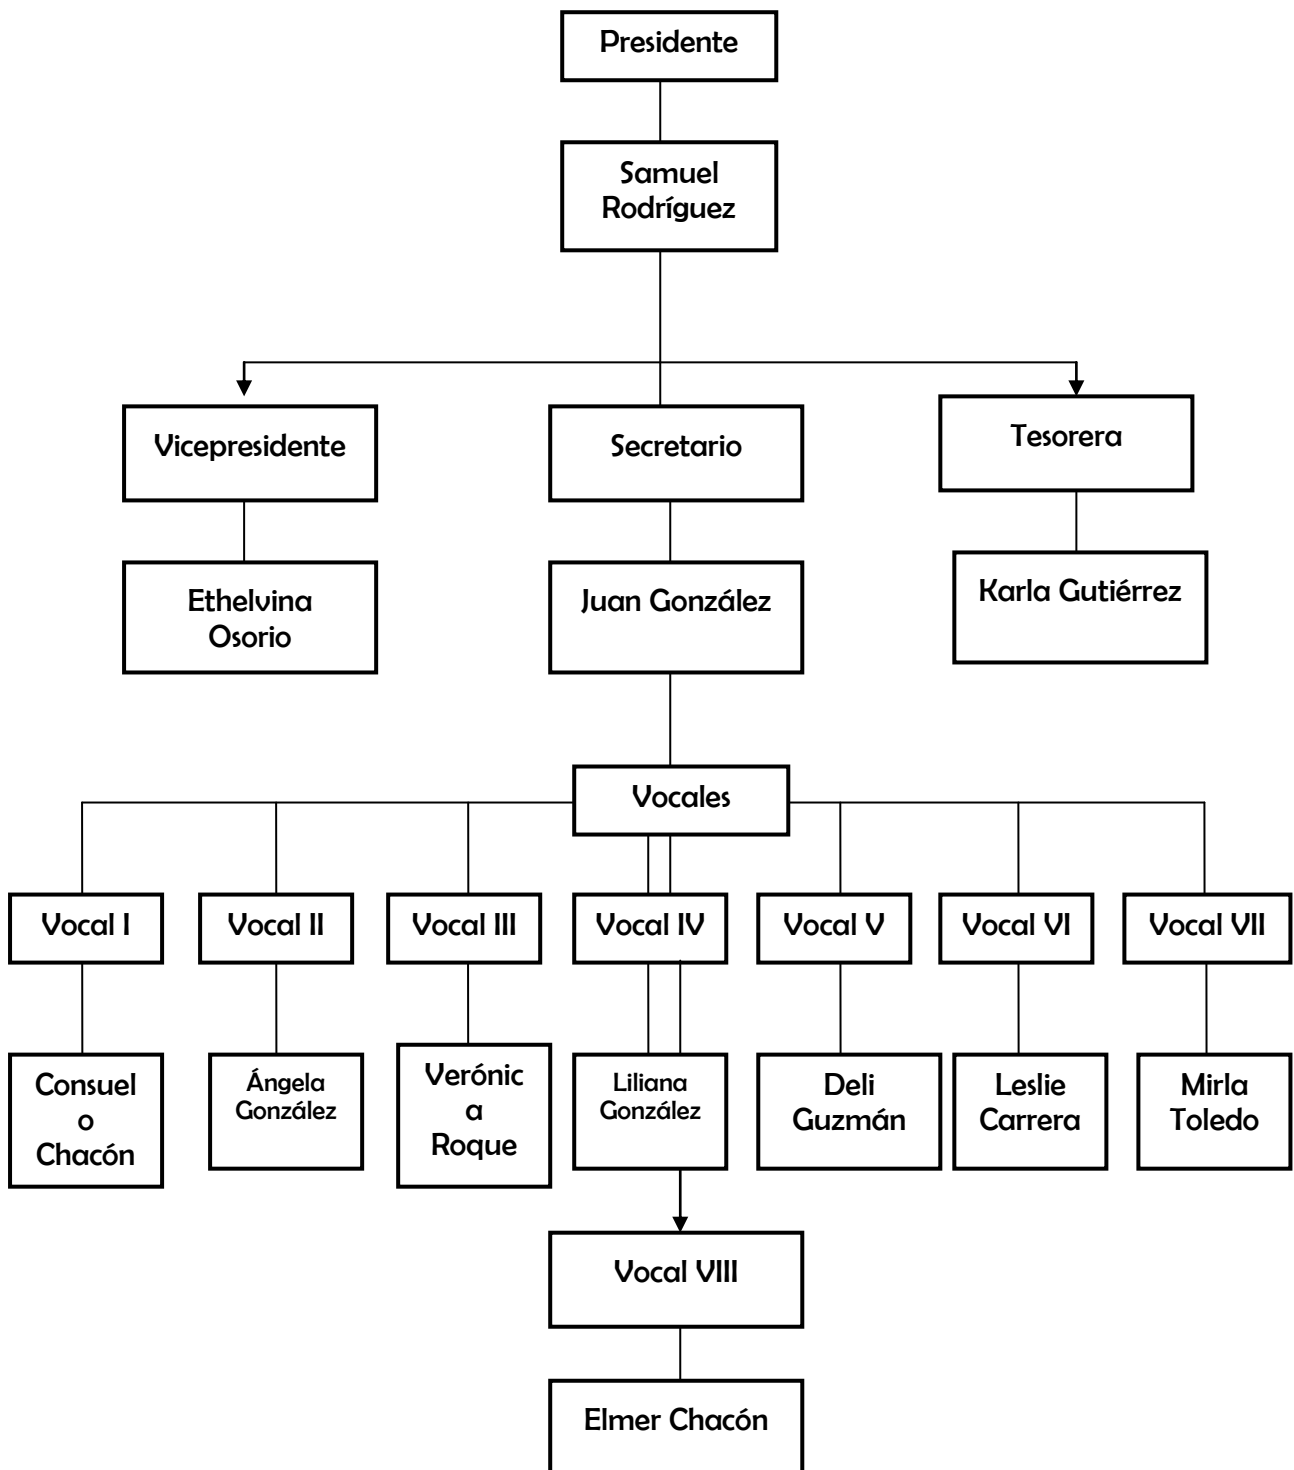 Presidente
Samuel
Rodríguez
Vicepresidente
Secretario
Tesorera
Ethelvina
Osorio
Juan González
Karla Gutiérrez
Vocales
Vocal I
Vocal II
Vocal III
Vocal IV
Vocal V
Vocal VI
Vocal VII
Consuel
o
Chacón
Ángela
González
Verónic
a
Roque
Liliana
González
Deli
Guzmán
Leslie
Carrera
Mirla
Toledo
Vocal VIII
Elmer Chacón